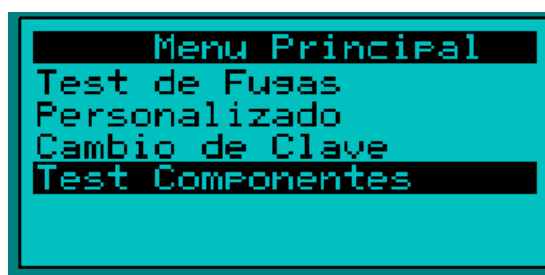 Menu Principal
Test de Fugas
Personalizado
Cambio de Clave
Test Componentes